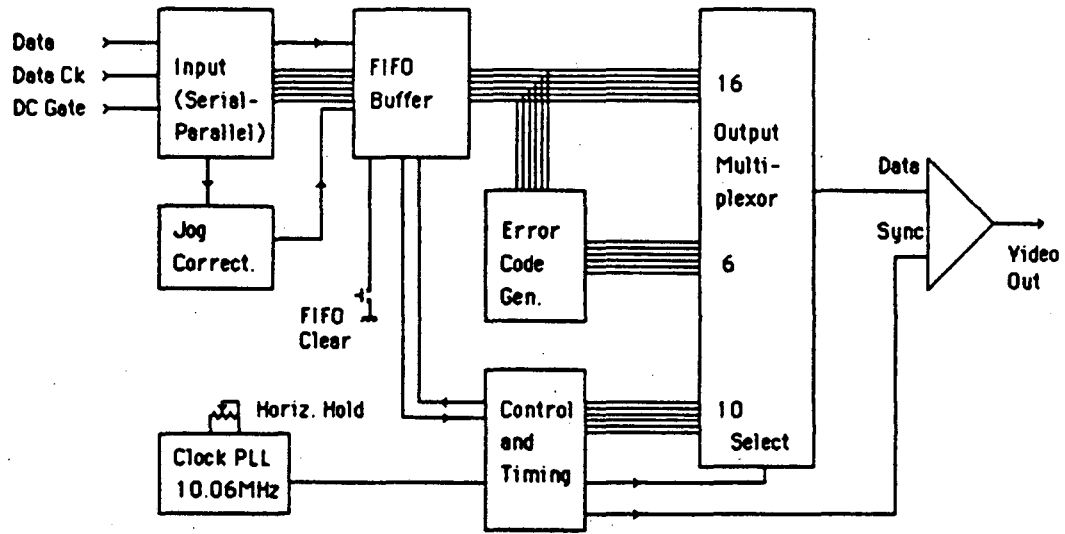 Data
Data Ck
DC Gate
Input
(Serial-
Parallel)
FIFO
Buffer
16
Output
Multi-
plexor
Data
Sync
Video
Out
Jog
Correct.
Error
Code
Gen.
6
FIFO
Clear
Horiz. Hold
Clock PLL
10.06MHz
Control
and
Timing
10
Select